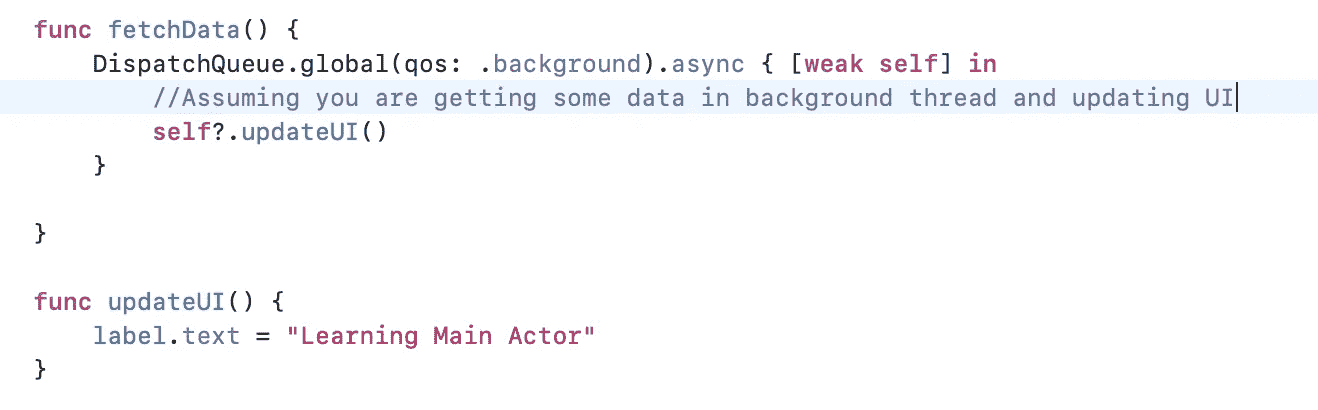 func fetchData() {
DispatchQueue.global(qos: .background).async { [weak self] in
//Assuming you are getting some data in background thread and updating UI
self?.updateUI()
}
}
func updateUI() {
label.text = "Learning Main Actor"
}